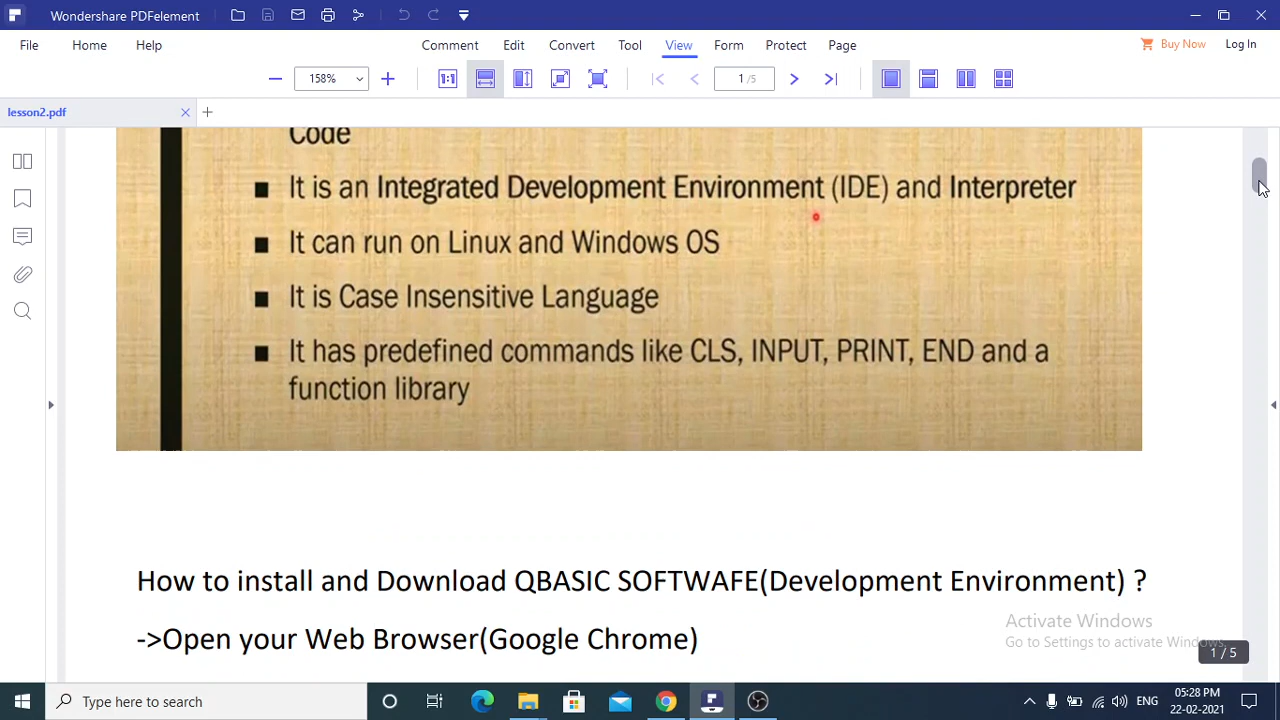 Wondershare PDFelement
File Home Help Comment Edit Convert Tool View Form Protect Page Buy Now Log In
158% 1:1 1 /5
lesson2.pdf
Code
■ It is an Integrated Development Environment (IDE) and Interpreter
■ It can run on Linux and Windows OS
■ It is Case Insensitive Language
■ It has predefined commands like CLS, INPUT, PRINT, END and a
function library
How to install and Download QBASIC SOFTWAFE(Development Environment) ?
->Open your Web Browser(Google Chrome)
Activate Windows
Go to Settings to activate Windows.
1 / 5
Type here to search
ENG
05:28 PM
22-02-2021